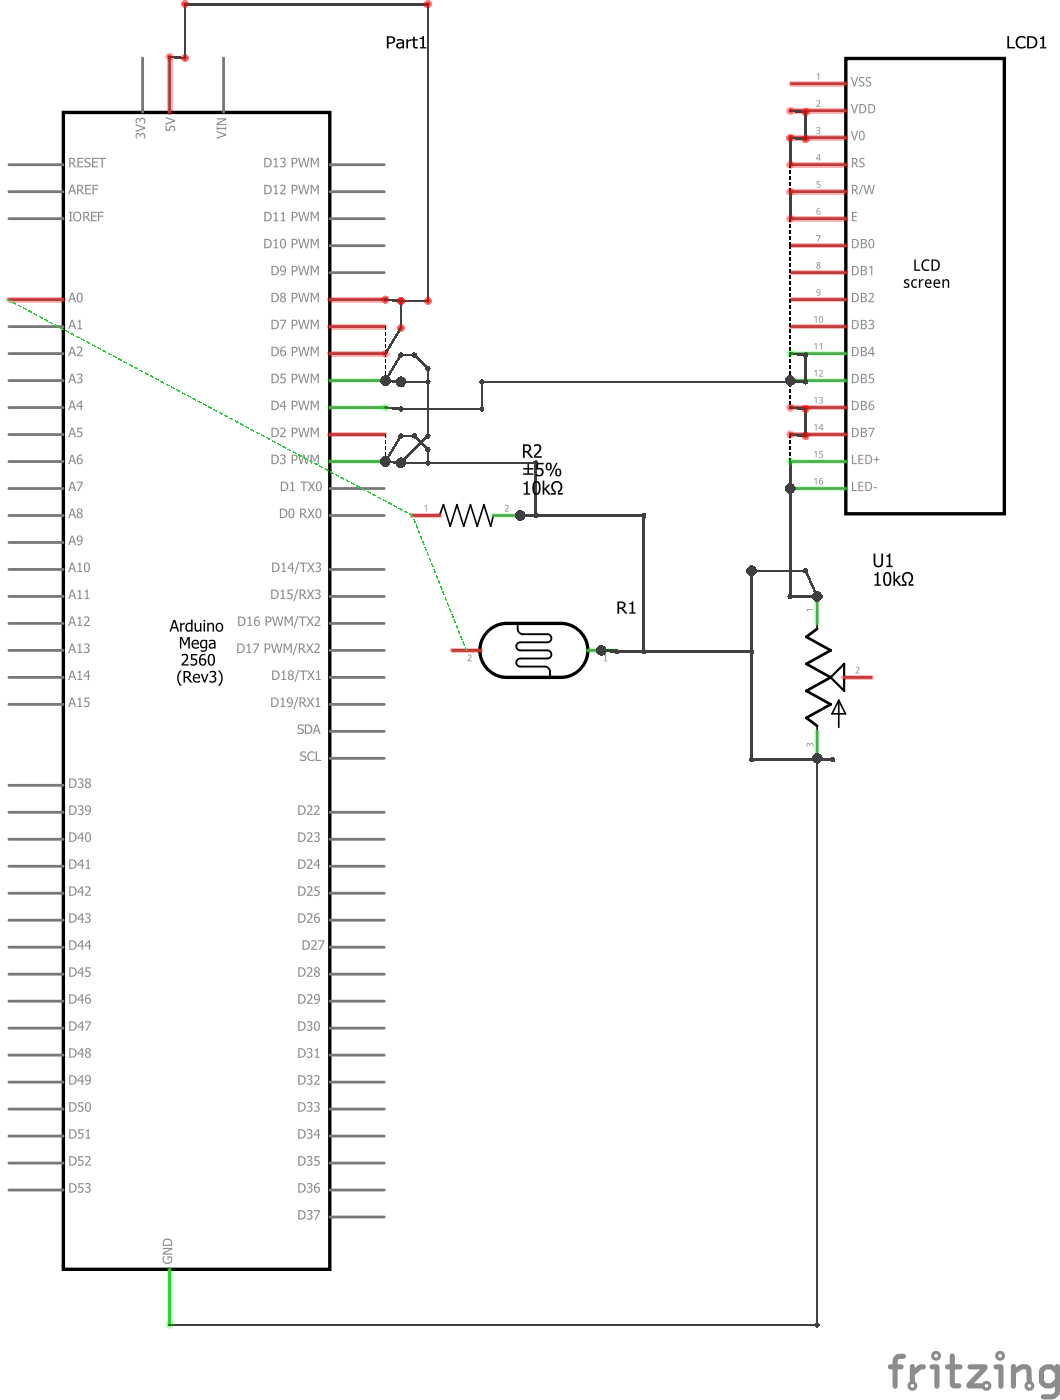 Part1
LCD1
3V3
5V
VIN
RESET
AREF
IOREF
A0
A1
A2
A3
A4
A5
A6
A7
A8
A9
A10
A11
A12
A13
A14
A15
D38
D39
D40
D41
D42
D43
D44
D45
D46
D47
D48
D49
D50
D51
D52
D53
Arduino
Mega
2560
(Rev3)
D13 PWM
D12 PWM
D11 PWM
D10 PWM
D9 PWM
D8 PWM
D7 PWM
D6 PWM
D5 PWM
D4 PWM
D2 PWM
D3 PWM
D1 TX0
D0 RX0
D14/TX3
D15/RX3
D16 PWM/TX2
D17 PWM/RX2
D18/TX1
D19/RX1
SDA
SCL
D22
D23
D24
D25
D26
D27
D28
D29
D30
D31
D32
D33
D34
D35
D36
D37
GND
R2
±5%
10kΩ
1
2
R1
2
1
1 VSS
2 VDD
3 V0
4 RS
5 R/W
6 E
7 DB0
8 DB1
9 DB2
10 DB3
11 DB4
12 DB5
13 DB6
14 DB7
15 LED+
16 LED-
LCD
screen
U1
10kΩ
1
2
3
fritzing